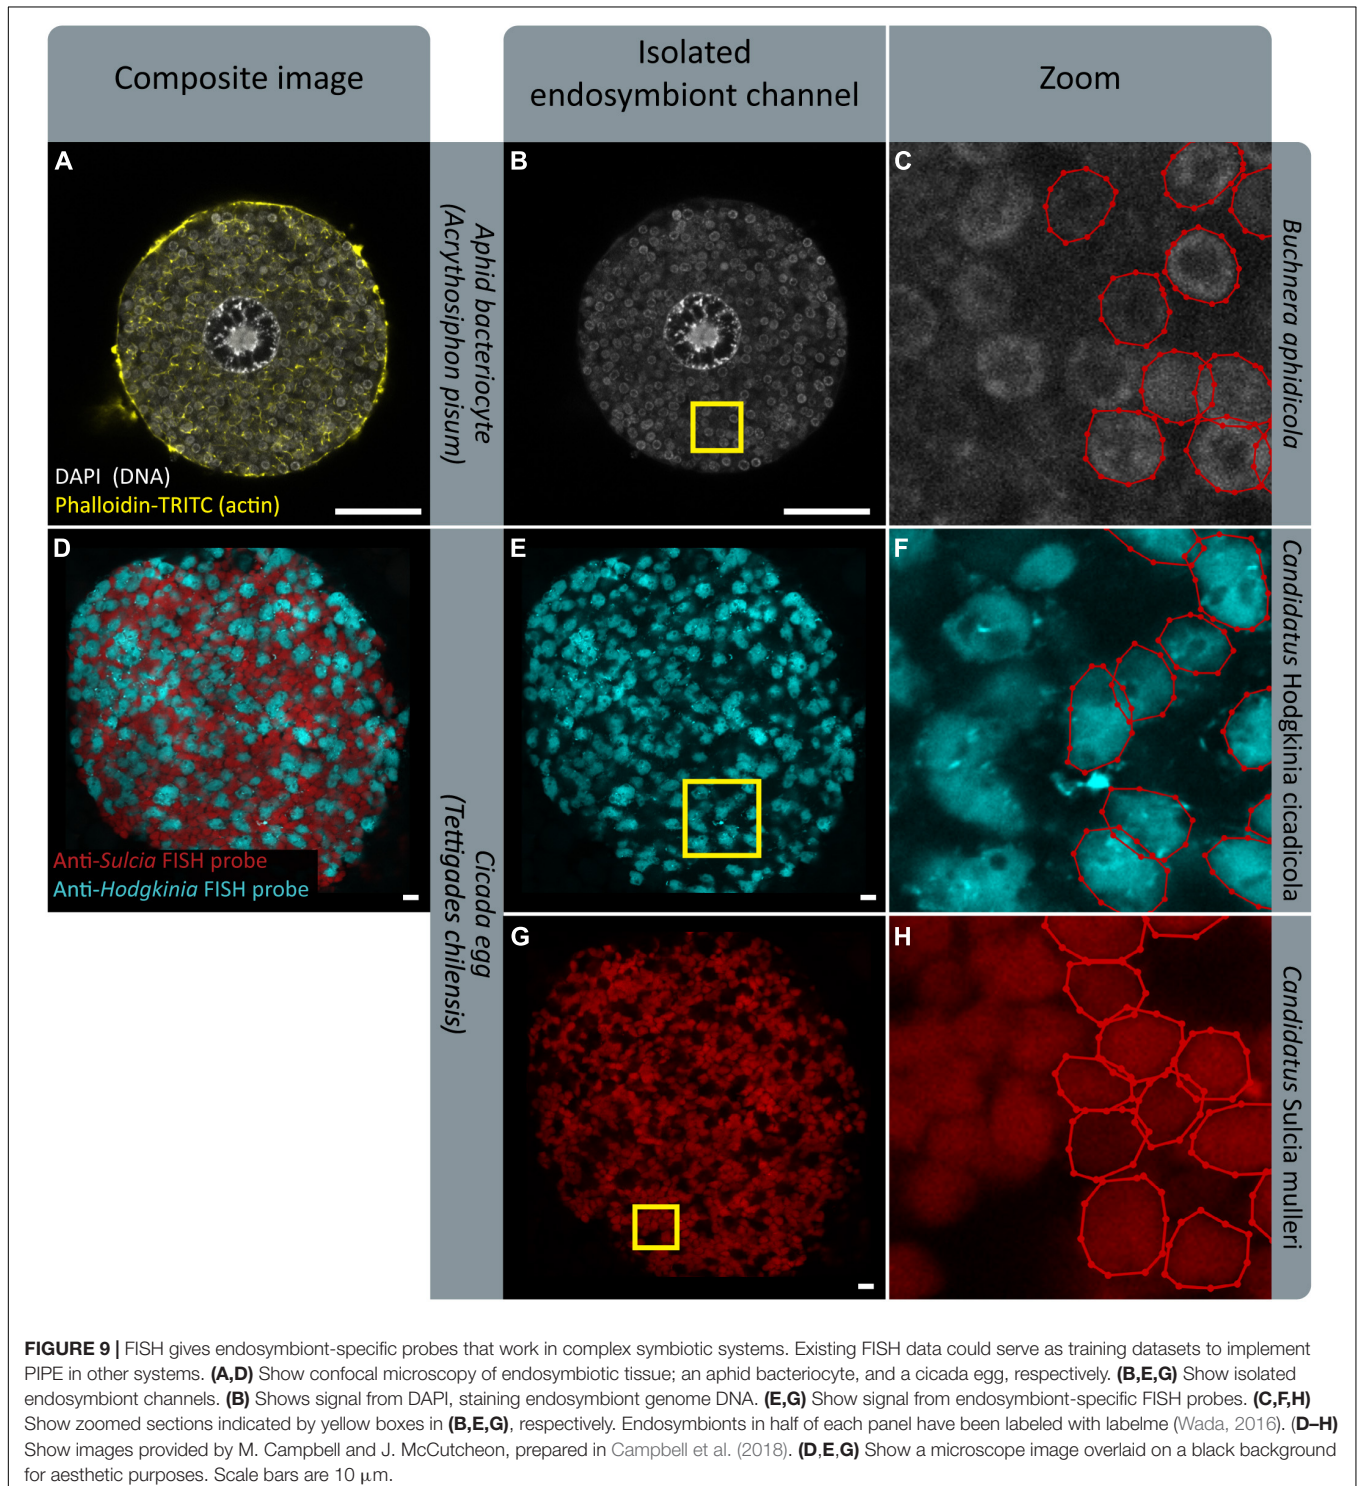 Composite image
Isolated
endosymbiont channel
Zoom
A
DAPI (DNA)
Phalloidin-TRITC (actin)
Aphid bacteriocyte
(Acrythosiphon pisum)
B
C
Buchnera aphidicola
D
Anti-Sulcia FISH probe
Anti-Hodgkinia FISH probe
Cicada egg
(Tettigades chilensis)
E
F
Candidatus Hodgkinia cicadicola
G
H
Candidatus Sulcia mulleri
FIGURE 9 | FISH gives endosymbiont-specific probes that work in complex symbiotic systems. Existing FISH data could serve as training datasets to implement
PIPE in other systems. (A,D) Show confocal microscopy of endosymbiotic tissue; an aphid bacteriocyte, and a cicada egg, respectively. (B,E,G) Show isolated
endosymbiont channels. (B) Shows signal from DAPI, staining endosymbiont genome DNA. (E,G) Show signal from endosymbiont-specific FISH probes. (C,F,H)
Show zoomed sections indicated by yellow boxes in (B,E,G), respectively. Endosymbionts in half of each panel have been labeled with labelme (Wada, 2016). (D–H)
Show images provided by M. Campbell and J. McCutcheon, prepared in Campbell et al. (2018). (D,E,G) Show a microscope image overlaid on a black background
for aesthetic purposes. Scale bars are 10 μm.